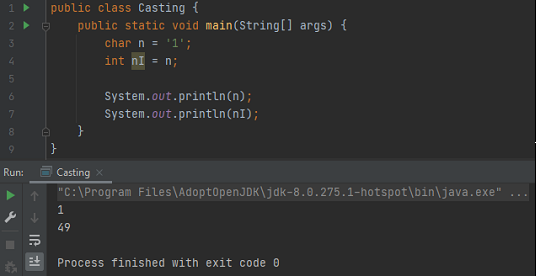 1 public class Casting {
2 public static void main(String[] args) {
3 char n = '1';
4 int nI = n;
5
6 System.out.println(n);
7 System.out.println(nI);
8 }
9 }
Run: Casting ×
"C:\Program Files\AdoptOpenJDK\jdk-8.0.275.1-hotspot\bin\java.exe" ...
1
49
Process finished with exit code 0